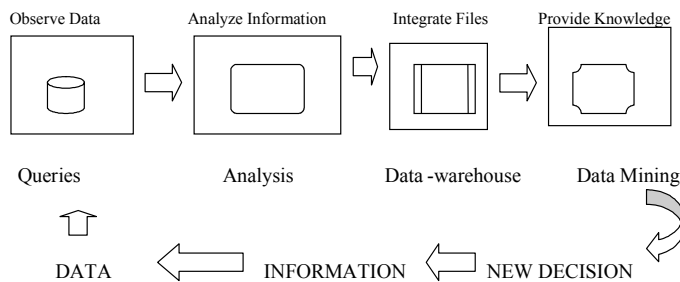 Observe Data Analyze Information Integrate Files Provide Knowledge
Queries Analysis Data -warehouse Data Mining
DATA INFORMATION NEW DECISION